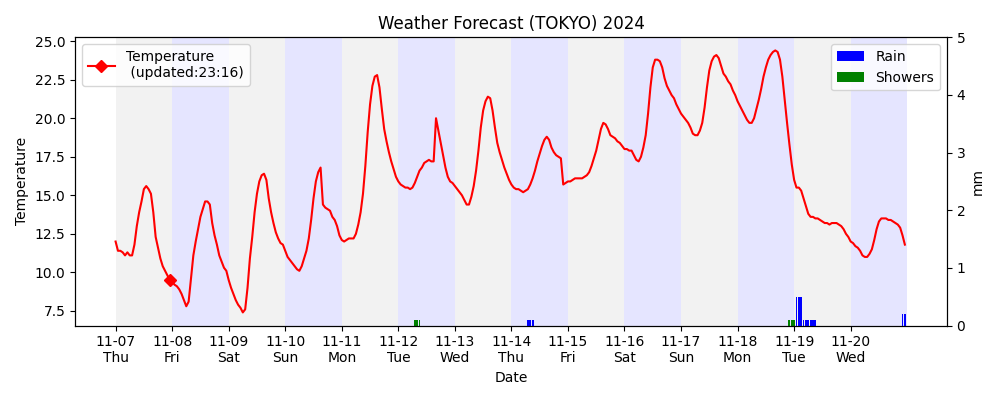 Weather Forecast (TOKYO) 2024
Temperature
(updated:23:16)
Rain
Showers
25.0
22.5
20.0
17.5
15.0
12.5
10.0
7.5
Temperature
5
4
3
2
1
0
mm
11-07 11-08 11-09 11-10 11-11 11-12 11-13 11-14 11-15 11-16 11-17 11-18 11-19 11-20
Thu Fri Sat Sun Mon Tue Wed Thu Fri Sat Sun Mon Tue Wed
Date